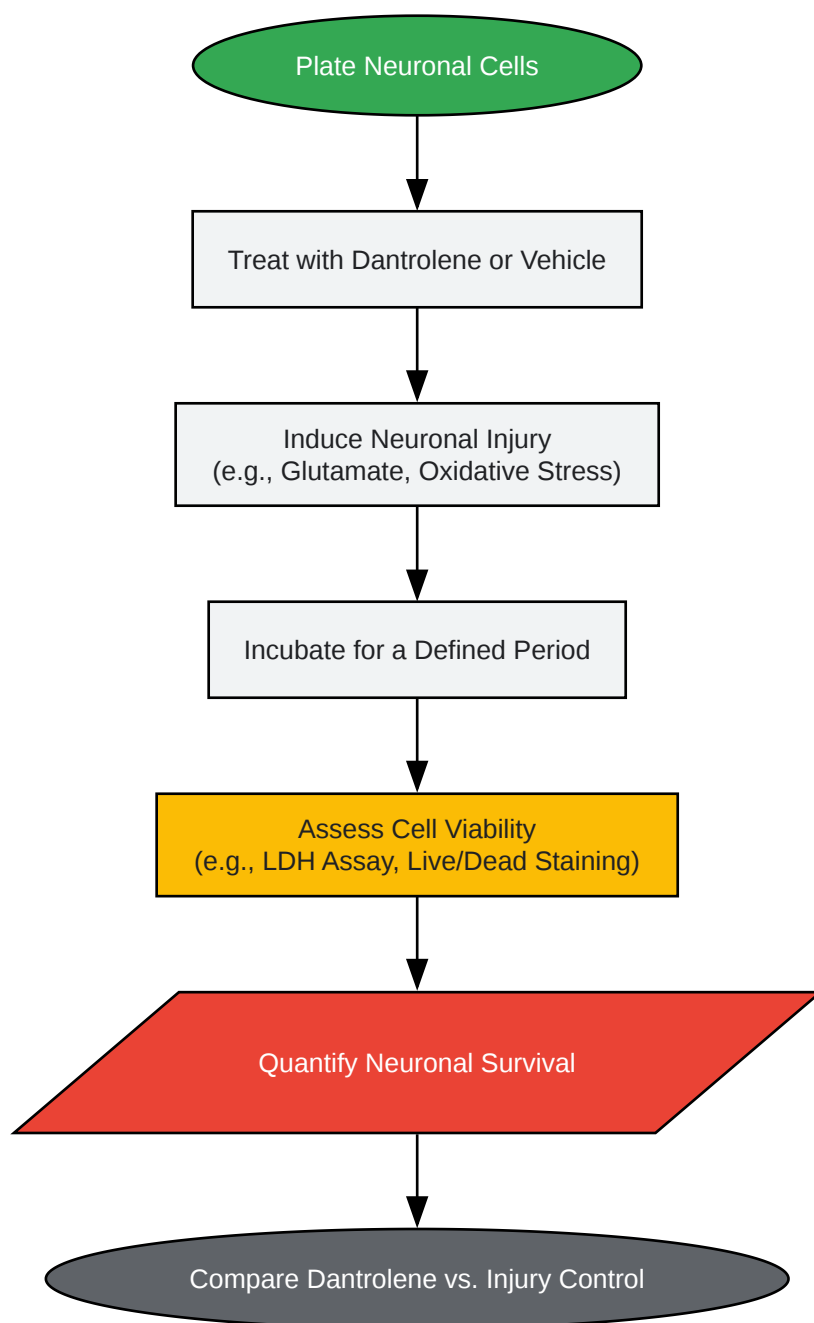 Plate Neuronal Cells
Treat with Dantrolene or Vehicle
Induce Neuronal Injury
(e.g., Glutamate, Oxidative Stress)
Incubate for a Defined Period
Assess Cell Viability
(e.g., LDH Assay, Live/Dead Staining)
Quantify Neuronal Survival
Compare Dantrolene vs. Injury Control